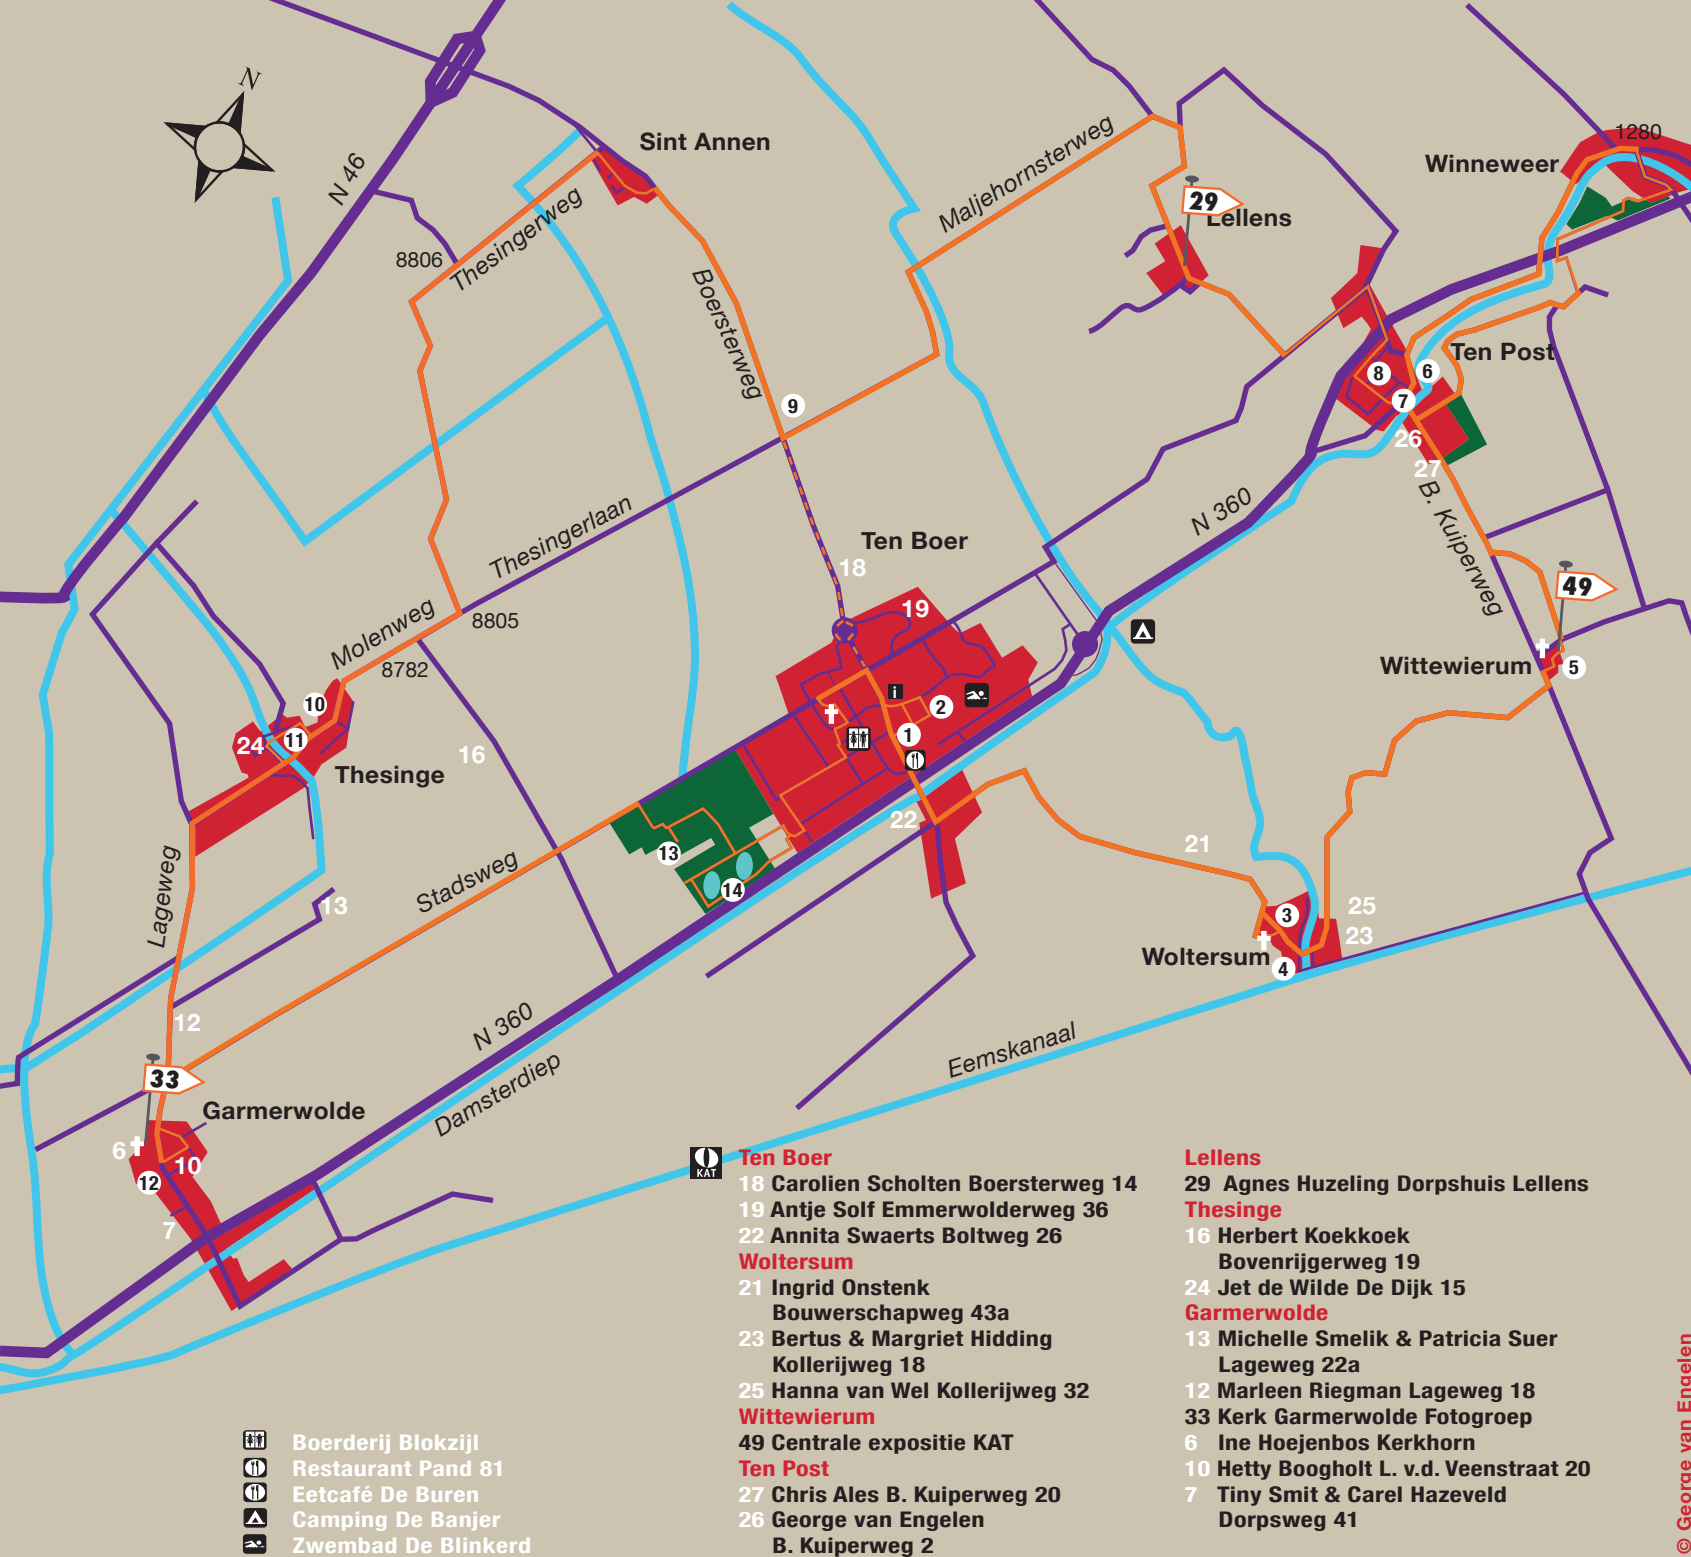 N
N 46
Sint Annen
Thesingerweg
8806
Boersterweg
Maljehornsterweg
29
Lellens
Winneweer
1280
Ten Post
8
6
7
26
27
9
Thesingerlaan
Ten Boer
18
19
N 360
B. Kuiperweg
49
Wittewierum
5
Molenweg
8805
8782
10
11
24
Thesinge
16
i
2
1
22
21
Lageweg
Stadsweg
13
14
13
3
25
23
Woltersum
4
12
N 360
Damsterdiep
Eemskanaal
33
Garmerwolde
6
10
12
7
KAT
Ten Boer
18 Carolien Scholten Boersterweg 14
19 Antje Solf Emmerwolderweg 36
22 Annita Swaerts Boltweg 26
Woltersum
21 Ingrid Onstenk
Bouwerschapweg 43a
23 Bertus & Margriet Hidding
Kollerijweg 18
25 Hanna van Wel Kollerijweg 32
Wittewierum
49 Centrale expositie KAT
Ten Post
27 Chris Ales B. Kuiperweg 20
26 George van Engelen
B. Kuiperweg 2
Lellens
29 Agnes Huzeling Dorpshuis Lellens
Thesinge
16 Herbert Koekkoek
Bovenrijgerweg 19
24 Jet de Wilde De Dijk 15
Garmerwolde
13 Michelle Smelik & Patricia Suer
Lageweg 22a
12 Marleen Riegman Lageweg 18
33 Kerk Garmerwolde Fotogroep
6 Ine Hoejenbos Kerkhorn
10 Hetty Boogholt L. v.d. Veenstraat 20
7 Tiny Smit & Carel Hazeveld
Dorpsweg 41
Boerderij Blokzijl
Restaurant Pand 81
Eetcafé De Buren
Camping De Banjer
Zwembad De Blinkerd
© George van Engelen